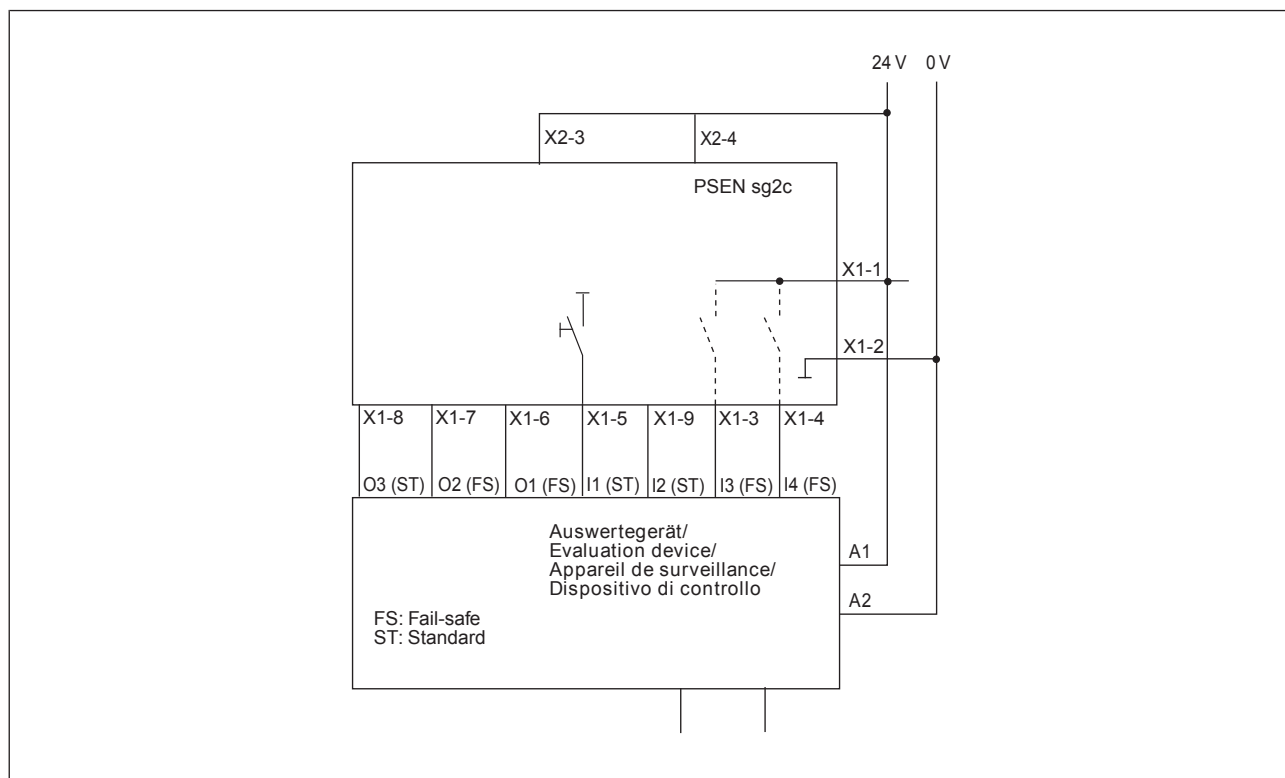 24 V 0 V
X2-3 X2-4
PSEN sg2c
X1-1
X1-2
X1-8 X1-7 X1-6 X1-5 X1-9 X1-3 X1-4
O3 (ST) O2 (FS) O1 (FS) I1 (ST) I2 (ST) I3 (FS) I4 (FS)
Auswertegerät/
Evaluation device/
Appareil de surveillance/
Dispositivo di controllo
A1
A2
FS: Fail-safe
ST: Standard